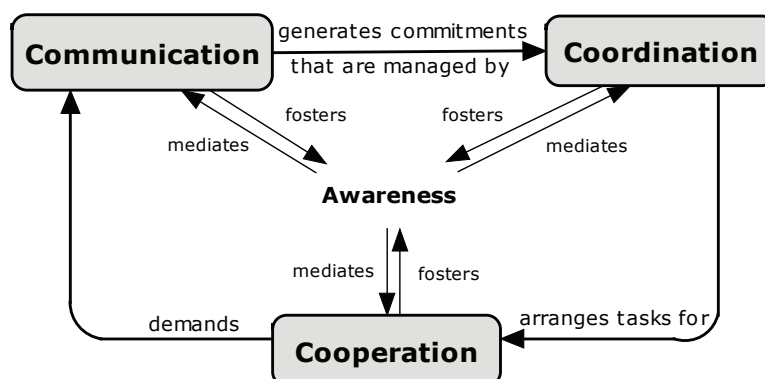 generates commitments
Communication
Coordination
that are managed by
fosters
fosters
mediates
mediates
Awareness
mediates
fosters
demands
arranges tasks for
Cooperation